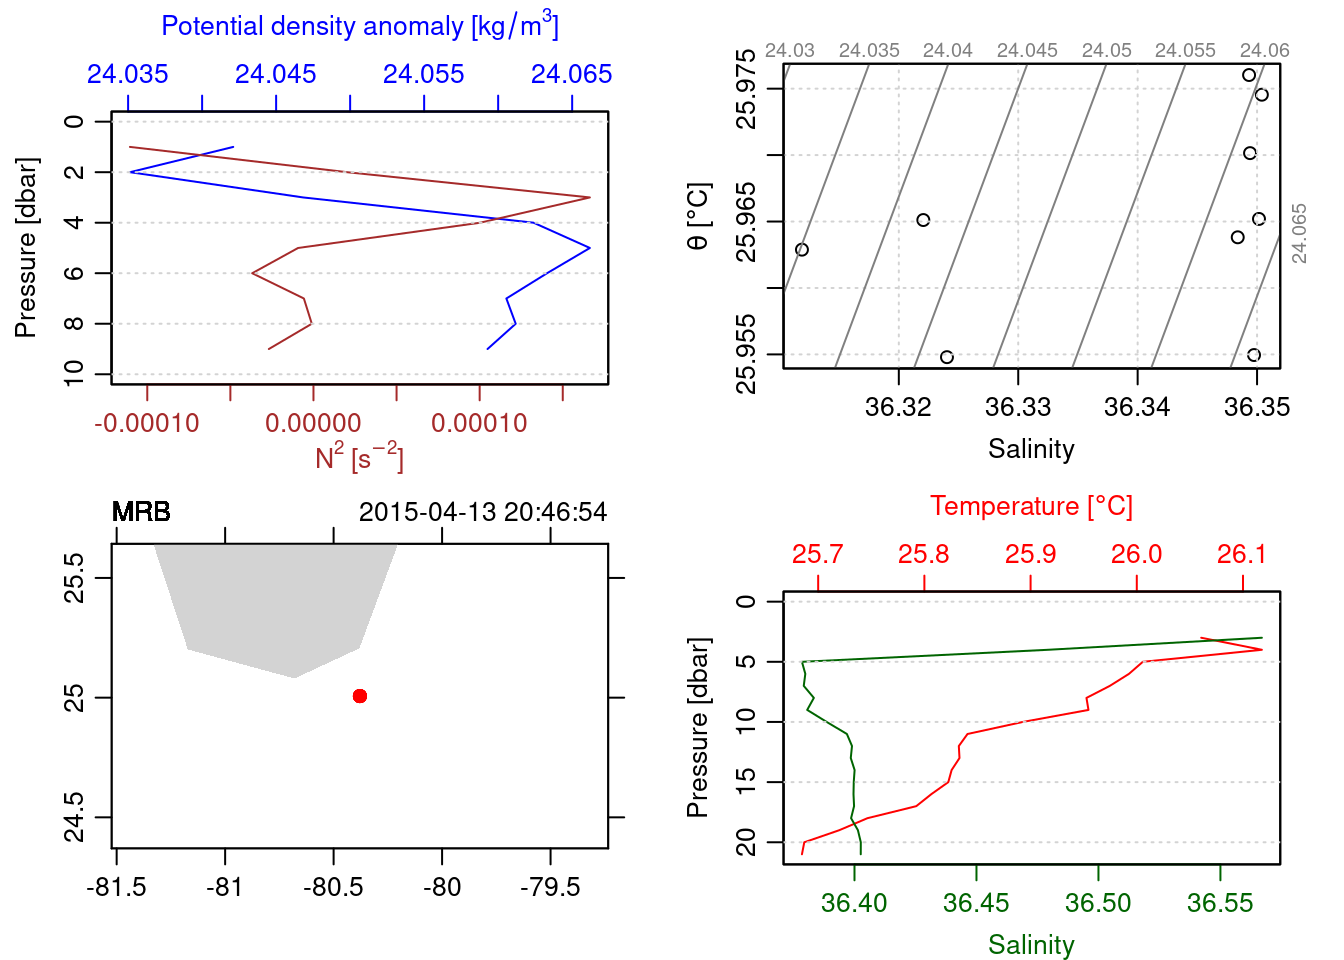 Potential density anomaly [kg/m³]
24.035 24.045 24.055 24.065
0
2
4
6
8
10
Pressure [dbar]
-0.00010 0.00000 0.00010
N² [s⁻²]
24.03 24.035 24.04 24.045 24.05 24.055 24.06
24.065
25.975
25.965
25.955
θ [°C]
36.32 36.33 36.34 36.35
Salinity
MRB 2015-04-13 20:46:54
25.5
25
24.5
-81.5 -81 -80.5 -80 -79.5
Temperature [°C]
25.7 25.8 25.9 26.0 26.1
0
5
10
15
20
Pressure [dbar]
36.40 36.45 36.50 36.55
Salinity